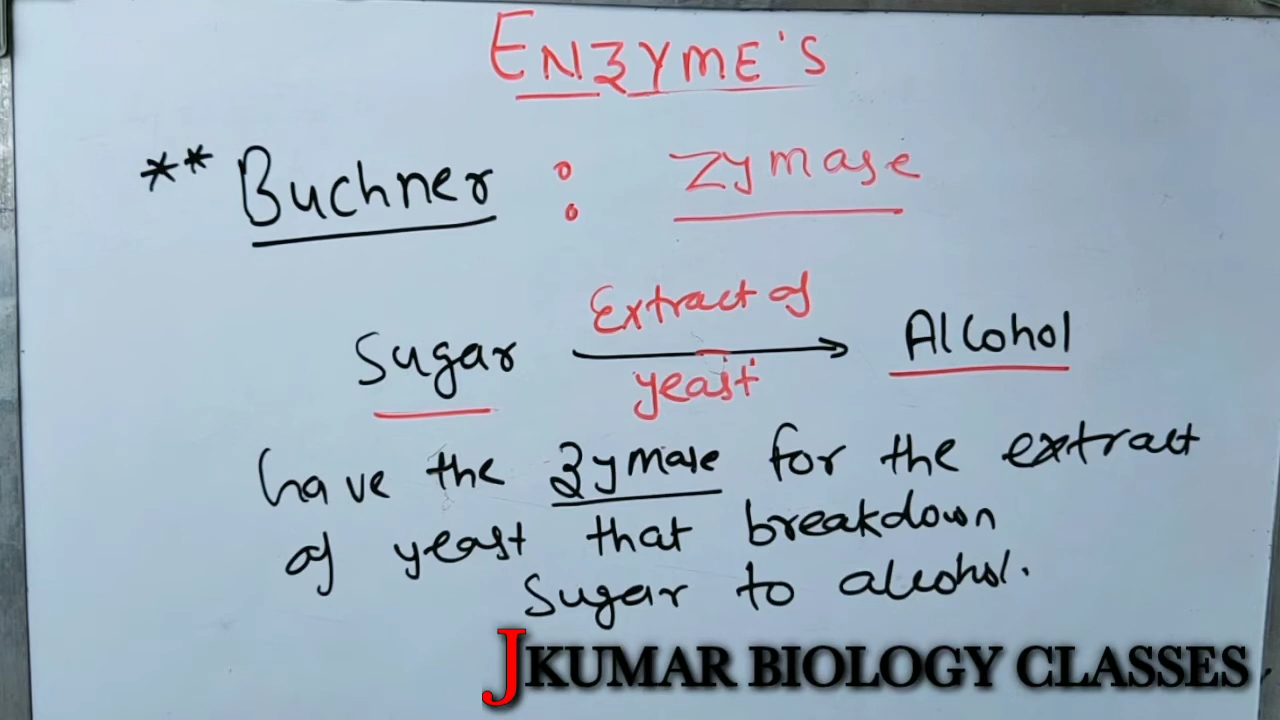 ENZYME'S
** Buchner : Zymase
Extract of
Sugar → Alcohol
yeast
have the Zymase for the extract
of yeast that breakdown
Sugar to alcohol.
JKUMAR BIOLOGY CLASSES